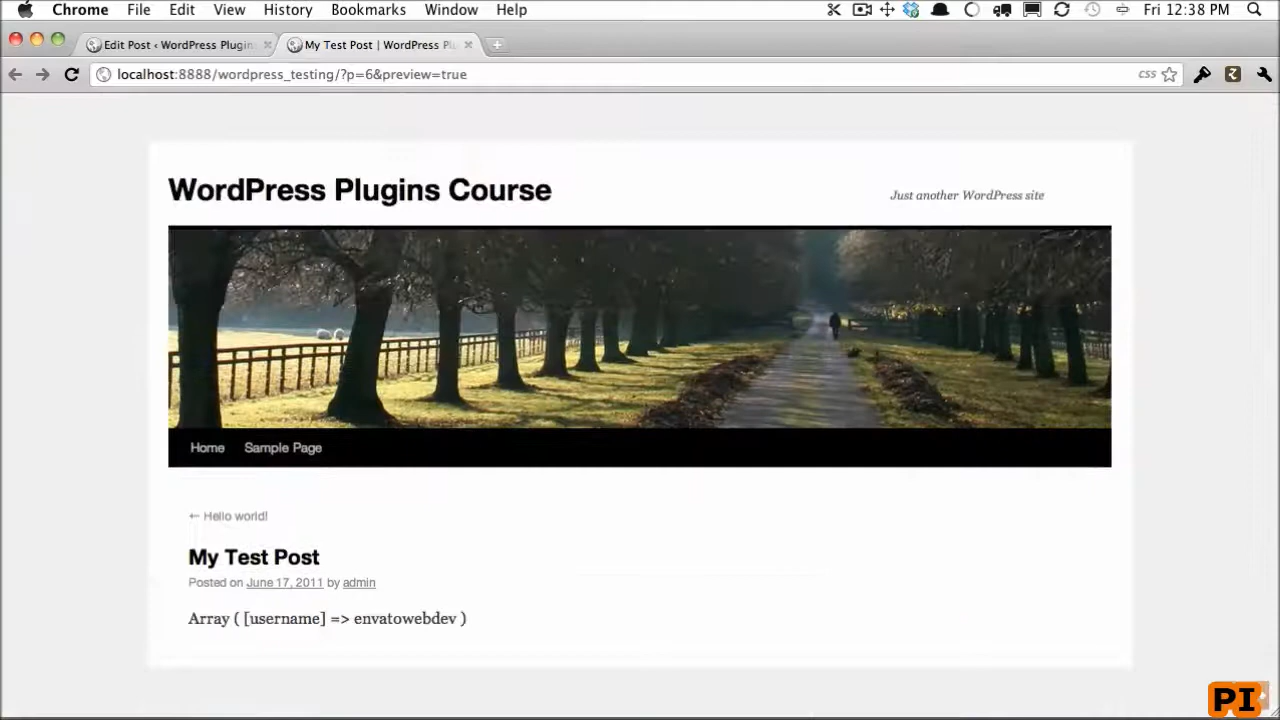 Chrome File Edit View History Bookmarks Window Help Fri 12:38 PM
Edit Post ‹ WordPress Plugin
My Test Post | WordPress Plu
localhost:8888/wordpress_testing/?p=6&preview=true
CSS
WordPress Plugins Course
Just another WordPress site
Home Sample Page
← Hello world!
My Test Post
Posted on June 17, 2011 by admin
Array ( [username] => envatowebdev )
PI